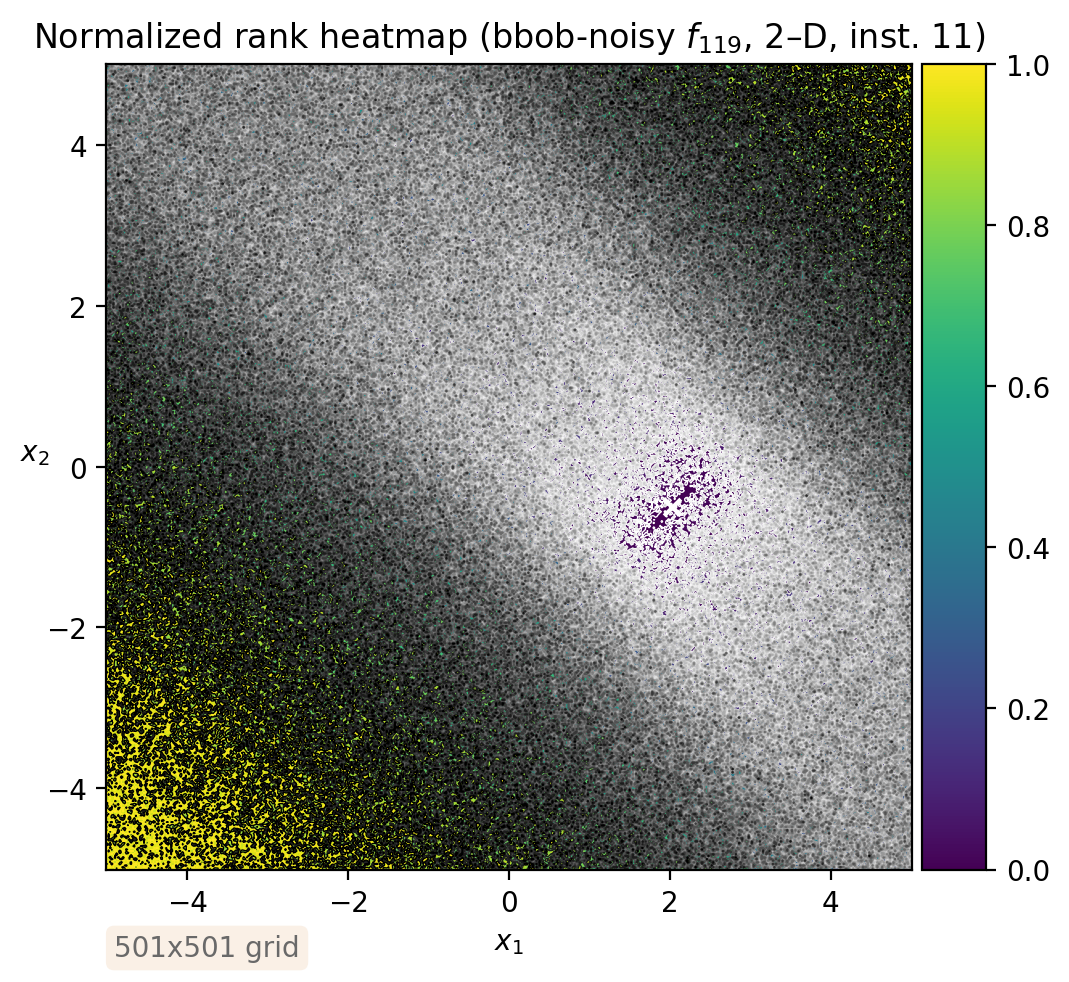 Normalized rank heatmap (bbob-noisy f₁₁₉, 2–D, inst. 11)
1.0
4
0.8
2
0.6
x₂ 0
0.4
−2
0.2
−4
0.0
−4 −2 0 2 4
x₁
501x501 grid